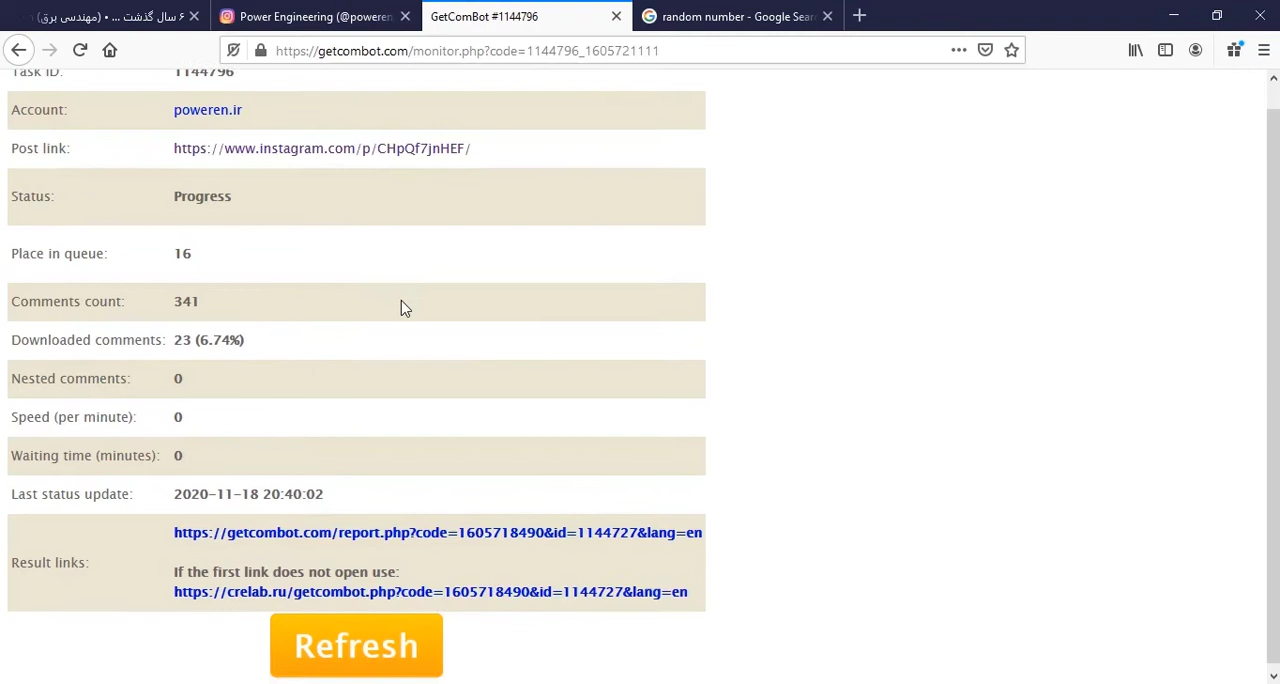 ۶ سال گذشت ... • (مهندسی برق)
Power Engineering (@poweren
GetComBot #1144796
random number - Google Sear
https://getcombot.com/monitor.php?code=1144796_1605721111
Task ID: 1144796
Account: poweren.ir
Post link: https://www.instagram.com/p/CHpQf7jnHEF/
Status: Progress
Place in queue: 16
Comments count: 341
Downloaded comments: 23 (6.74%)
Nested comments: 0
Speed (per minute): 0
Waiting time (minutes): 0
Last status update: 2020-11-18 20:40:02
https://getcombot.com/report.php?code=1605718490&id=1144727&lang=en
Result links:
If the first link does not open use:
https://crelab.ru/getcombot.php?code=1605718490&id=1144727&lang=en
Refresh